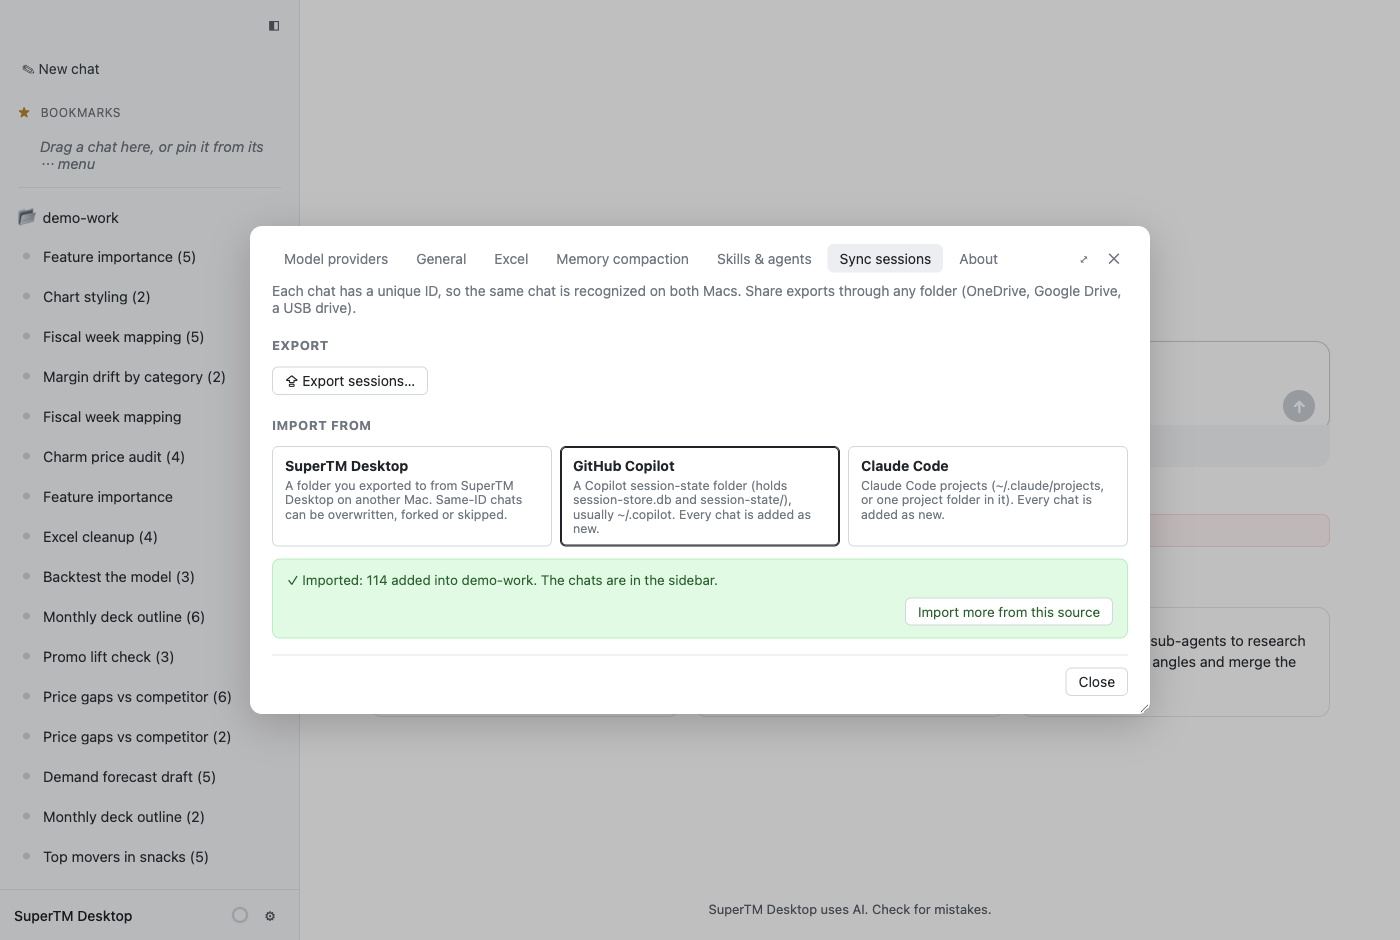 New chat
BOOKMARKS
Drag a chat here, or pin it from its
··· menu
demo-work
Feature importance (5)
Chart styling (2)
Fiscal week mapping (5)
Margin drift by category (2)
Fiscal week mapping
Charm price audit (4)
Feature importance
Excel cleanup (4)
Backtest the model (3)
Monthly deck outline (6)
Promo lift check (3)
Price gaps vs competitor (6)
Price gaps vs competitor (2)
Demand forecast draft (5)
Monthly deck outline (2)
Top movers in snacks (5)
SuperTM Desktop
Model providers General Excel Memory compaction Skills & agents Sync sessions About
Each chat has a unique ID, so the same chat is recognized on both Macs. Share exports through any folder (OneDrive, Google Drive,
a USB drive).
EXPORT
Export sessions...
IMPORT FROM
SuperTM Desktop
A folder you exported to from SuperTM
Desktop on another Mac. Same-ID chats
can be overwritten, forked or skipped.
GitHub Copilot
A Copilot session-state folder (holds
session-store.db and session-state/),
usually ~/.copilot. Every chat is added as
new.
Claude Code
Claude Code projects (~/.claude/projects,
or one project folder in it). Every chat is
added as new.
✓ Imported: 114 added into demo-work. The chats are in the sidebar.
Import more from this source
Close
sub-agents to research
angles and merge the
SuperTM Desktop uses AI. Check for mistakes.